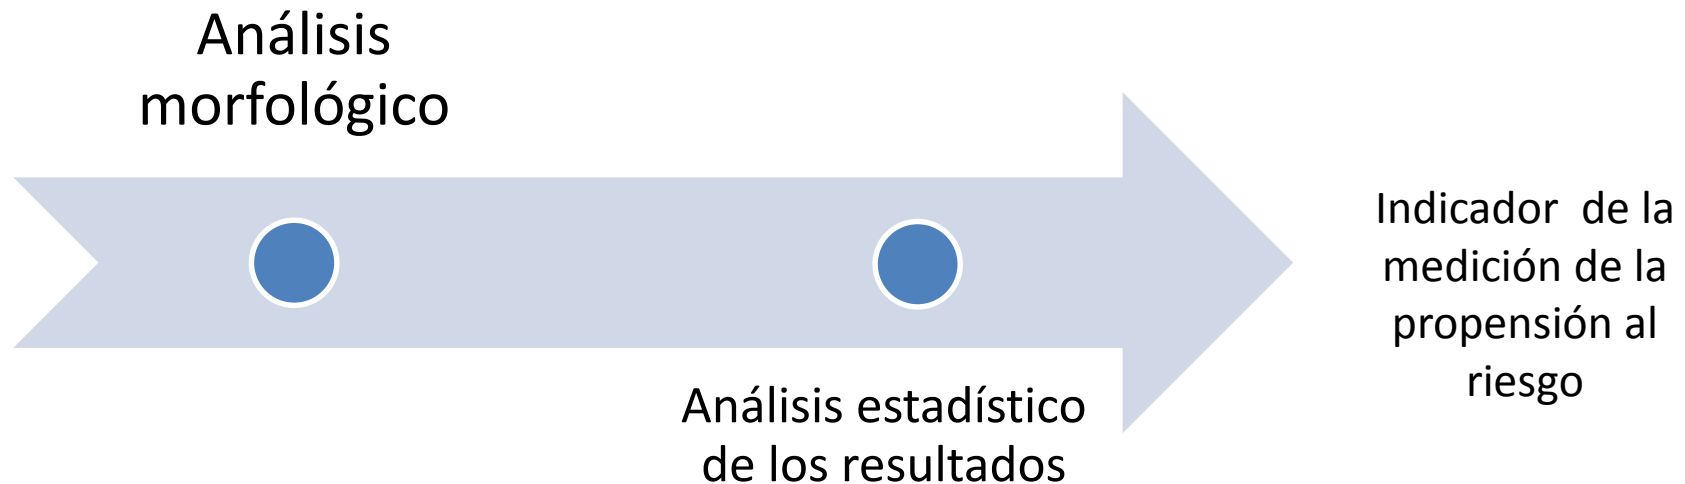 Análisis
morfológico
Indicador de la
medición de la
propensión al
riesgo
Análisis estadístico
de los resultados